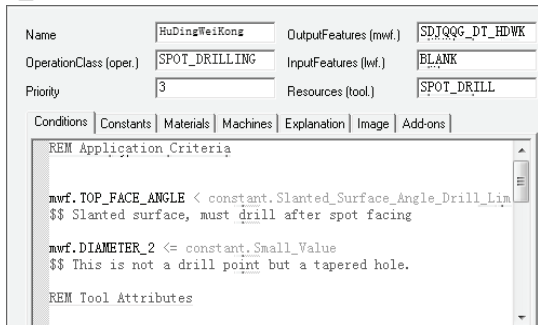 Name HuDingWeiKong OutputFeatures (mwf.) SDJQQG_DT_HDWK
OperationClass (oper.) SPOT_DRILLING InputFeatures (lwf.) BLANK
Priority 3 Resources (tool.) SPOT_DRILL
Conditions Constants Materials Machines Explanation Image Add-ons
REM Application Criteria
mwf.TOP_FACE_ANGLE < constant.Slanted_Surface_Angle_Drill_Lim
$$ Slanted surface, must drill after spot facing
mwf.DIAMETER_2 <= constant.Small_Value
$$ This is not a drill point but a tapered hole.
REM Tool Attributes